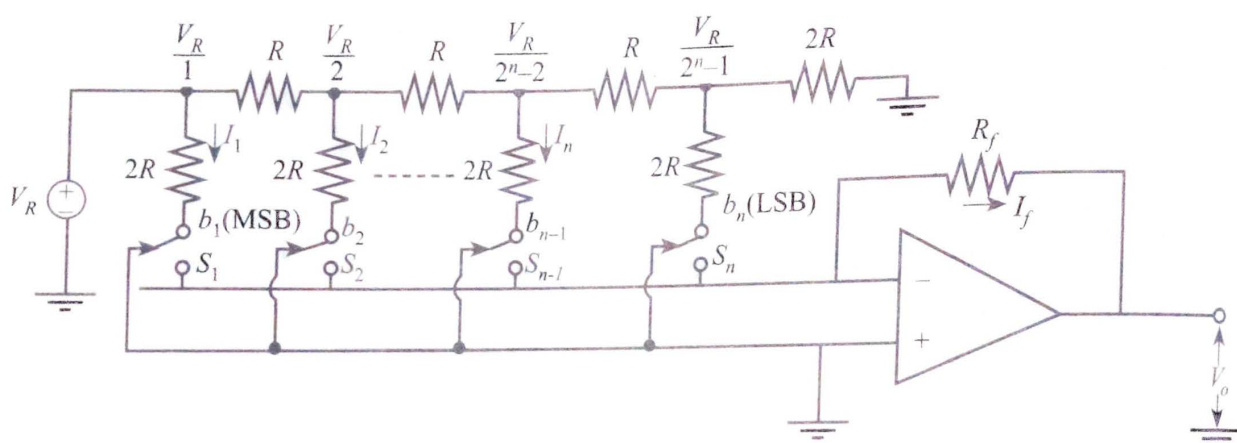 V_R/1 R V_R/2 R V_R/2^n–2 R V_R/2^n–1 2R
I_1 I_2 I_n R_f
2R 2R 2R 2R
V_R + – b_1(MSB) b_2 b_n–1 b_n(LSB) I_f
S_1 S_2 S_n-1 S_n
–
+
V_o